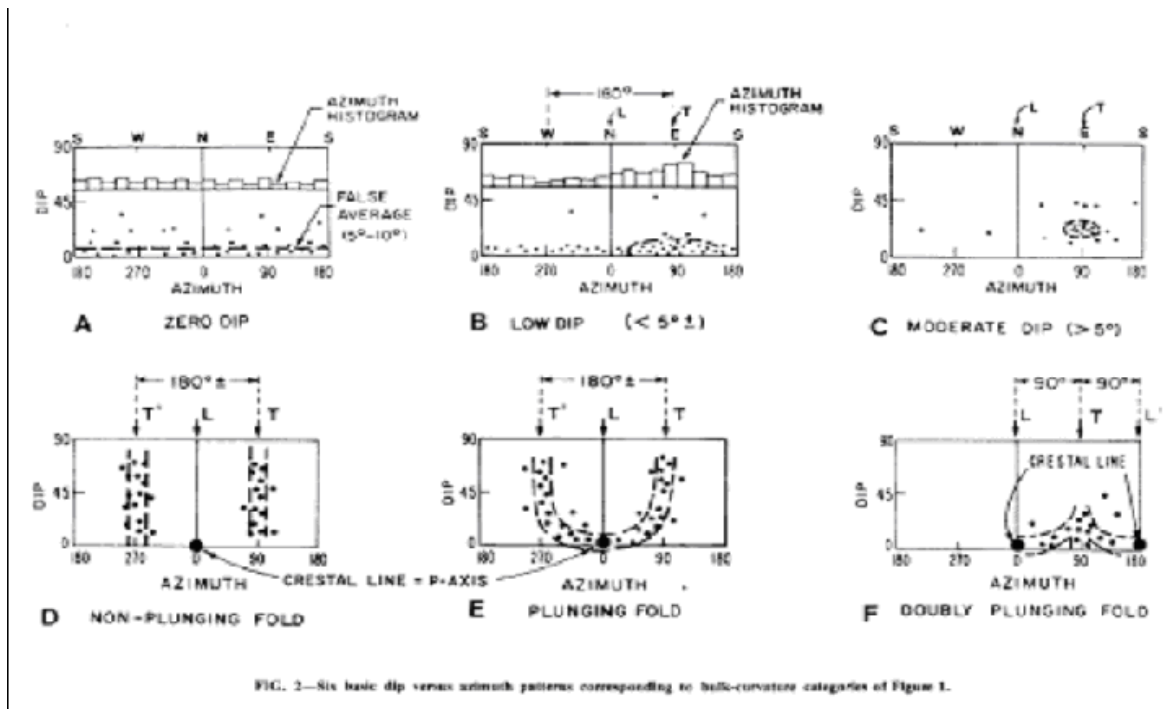 AZIMUTH
HISTOGRAM
S W N E S
90
45
0
DIP
FALSE
AVERAGE
(5°-10°)
180 270 0 90 180
AZIMUTH
A ZERO DIP
180°
L T
S W N E S
AZIMUTH
HISTOGRAM
90
45
0
DIP
180 270 0 90 180
AZIMUTH
B LOW DIP (< 5° ±)
L T
S W N E S
90
45
0
DIP
180 270 0 90 180
AZIMUTH
C MODERATE DIP (>5°)
180° ±
T' L T
90
45
0
DIP
180 270 0 90 180
AZIMUTH
D NON-PLUNGING FOLD
CRESTAL LINE = P-AXIS
180° ±
T' L T
90
45
0
DIP
180 270 0 90 180
AZIMUTH
E PLUNGING FOLD
90° 90°
L T L'
90
45
0
DIP
CRESTAL LINE
180 270 0 90 180
AZIMUTH
F DOUBLY PLUNGING FOLD
FIG. 2—Six basic dip versus azimuth patterns corresponding to bulk-curvature categories of Figure 1.